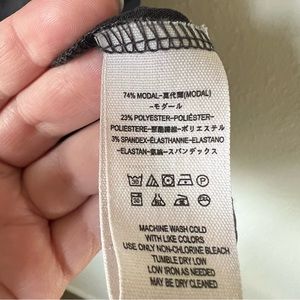 74% MODAL-莫代爾(MODAL)
-モダール
23% POLYESTER-POLIÉSTER-
POLIESTERE-聚酯纖維-ポリエステル
3% SPANDEX-ÉLASTHANNE-ELASTANO
-ELASTAN-氨綸-スパンデックス
MACHINE WASH COLD
WITH LIKE COLORS
USE ONLY NON-CHLORINE BLEACH
TUMBLE DRY LOW
LOW IRON AS NEEDED
MAY BE DRY CLEANED